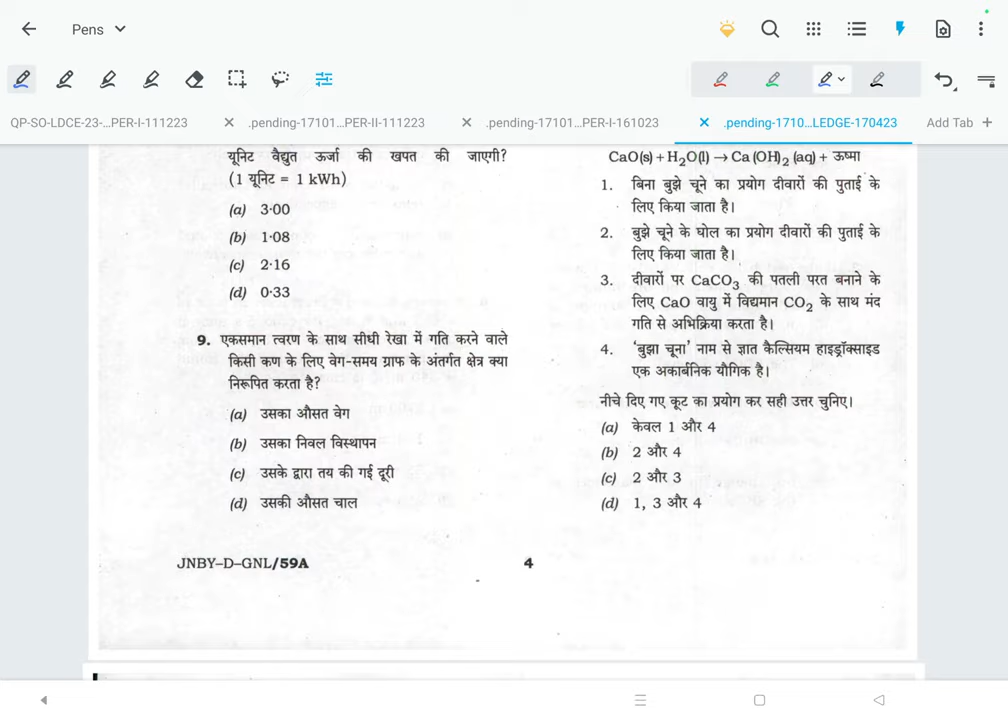 Pens
QP-SO-LDCE-23-...PER-I-111223
.pending-17101...PER-II-111223
.pending-17101...PER-I-161023
.pending-1710...LEDGE-170423
Add Tab
यूनिट वैद्युत ऊर्जा की खपत की जाएगी?
(1 यूनिट = 1 kWh)
(a) 3·00
(b) 1·08
(c) 2·16
(d) 0·33
9. एकसमान त्वरण के साथ सीधी रेखा में गति करने वाले
किसी कण के लिए वेग-समय ग्राफ के अंतर्गत क्षेत्र क्या
निरूपित करता है?
(a) उसका औसत वेग
(b) उसका निवल विस्थापन
(c) उसके द्वारा तय की गई दूरी
(d) उसकी औसत चाल
JNBY–D–GNL/59A
CaO(s) + H₂O(l) → Ca(OH)₂ (aq) + ऊष्मा
1. बिना बुझे चूने का प्रयोग दीवारों की पुताई के
लिए किया जाता है।
2. बुझे चूने के घोल का प्रयोग दीवारों की पुताई के
लिए किया जाता है।
3. दीवारों पर CaCO₃ की पतली परत बनाने के
लिए CaO वायु में विद्यमान CO₂ के साथ मंद
गति से अभिक्रिया करता है।
4. ‘बुझा चूना’ नाम से ज्ञात कैल्सियम हाइड्रॉक्साइड
एक अकार्बनिक यौगिक है।
नीचे दिए गए कूट का प्रयोग कर सही उत्तर चुनिए।
(a) केवल 1 और 4
(b) 2 और 4
(c) 2 और 3
(d) 1, 3 और 4
4